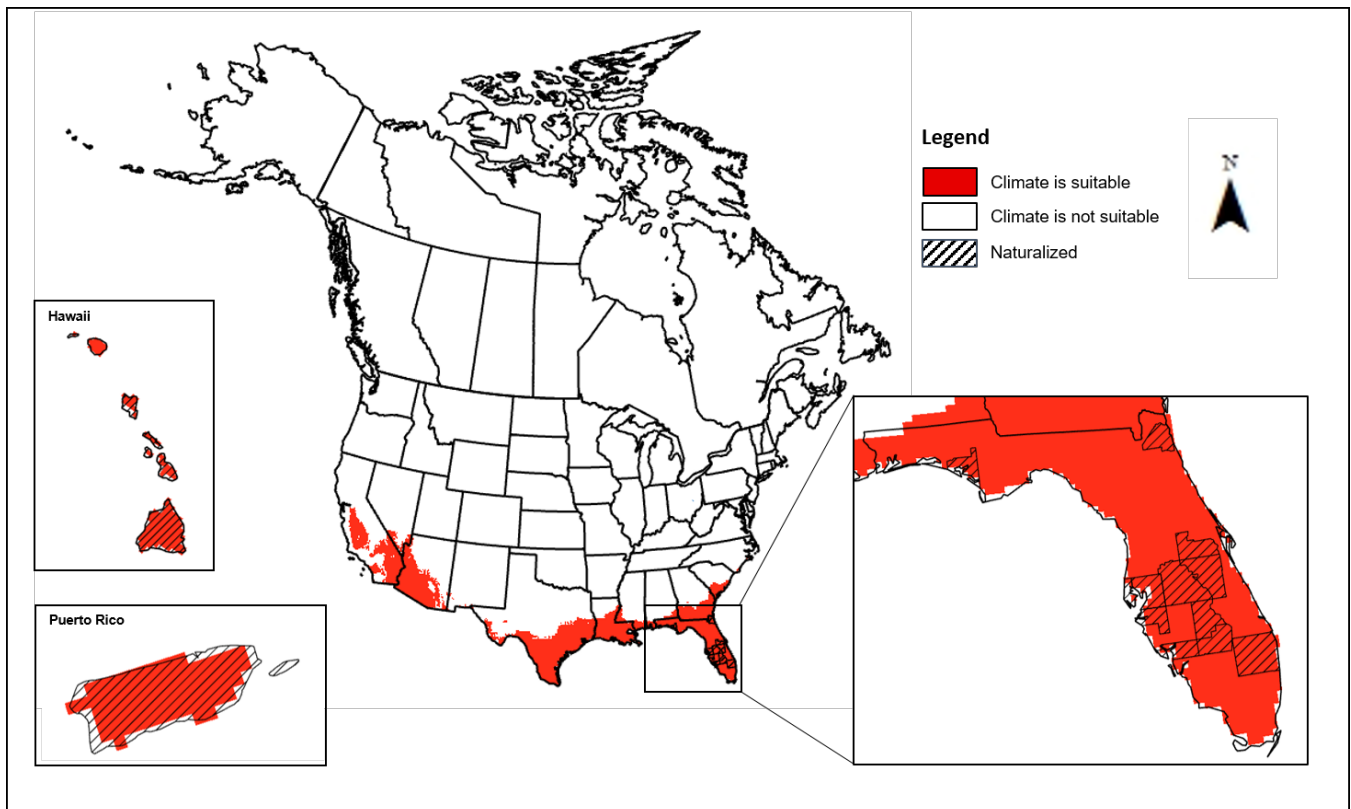 Legend
N
Climate is suitable
Climate is not suitable
Naturalized
Hawaii
Puerto Rico